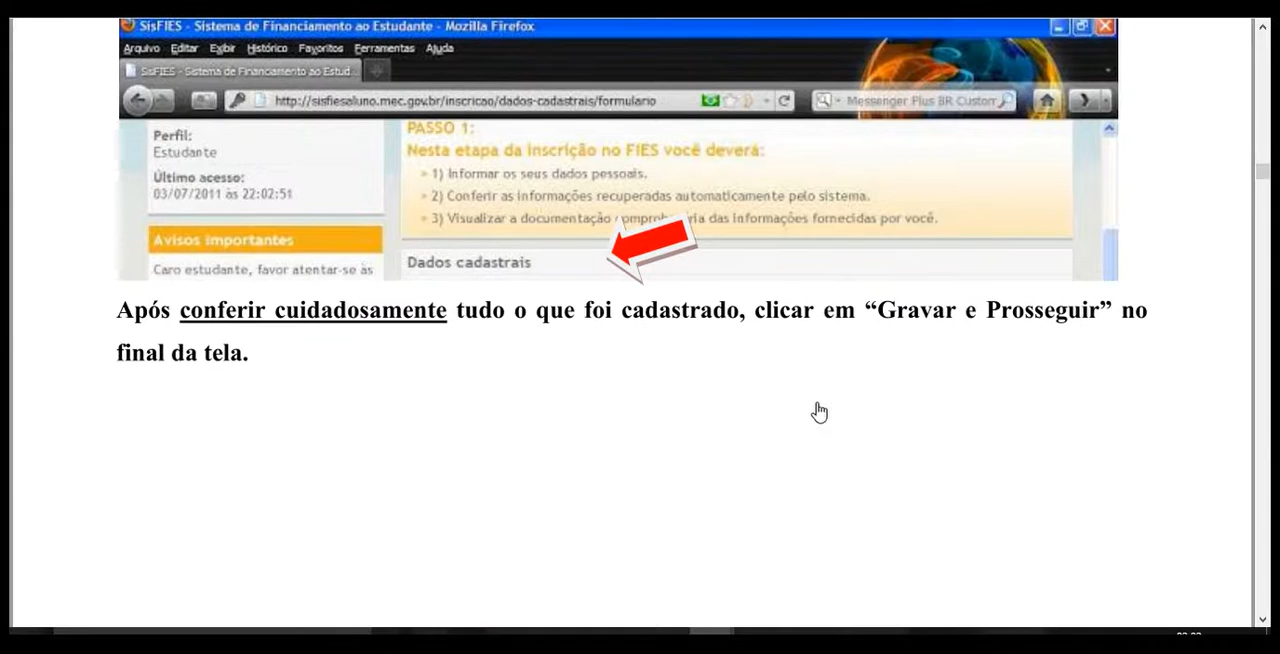 SisFIES - Sistema de Financiamento ao Estudante - Mozilla Firefox
Arquivo Editar Exibir Histórico Favoritos Ferramentas Ajuda
SisFIES - Sistema de Financiamento ao Estud...
http://sisfiesaluno.mec.gov.br/inscricao/dados-cadastrais/formulario
Messenger Plus BR Custom
Perfil:
Estudante
Último acesso:
03/07/2011 às 22:02:51
Avisos importantes
Caro estudante, favor atentar-se às
PASSO 1:
Nesta etapa da inscrição no FIES você deverá:
1) Informar os seus dados pessoais.
2) Conferir as informações recuperadas automaticamente pelo sistema.
3) Visualizar a documentação das informações fornecidas por você.
Dados cadastrais
Após conferir cuidadosamente tudo o que foi cadastrado, clicar em “Gravar e Prosseguir” no
final da tela.